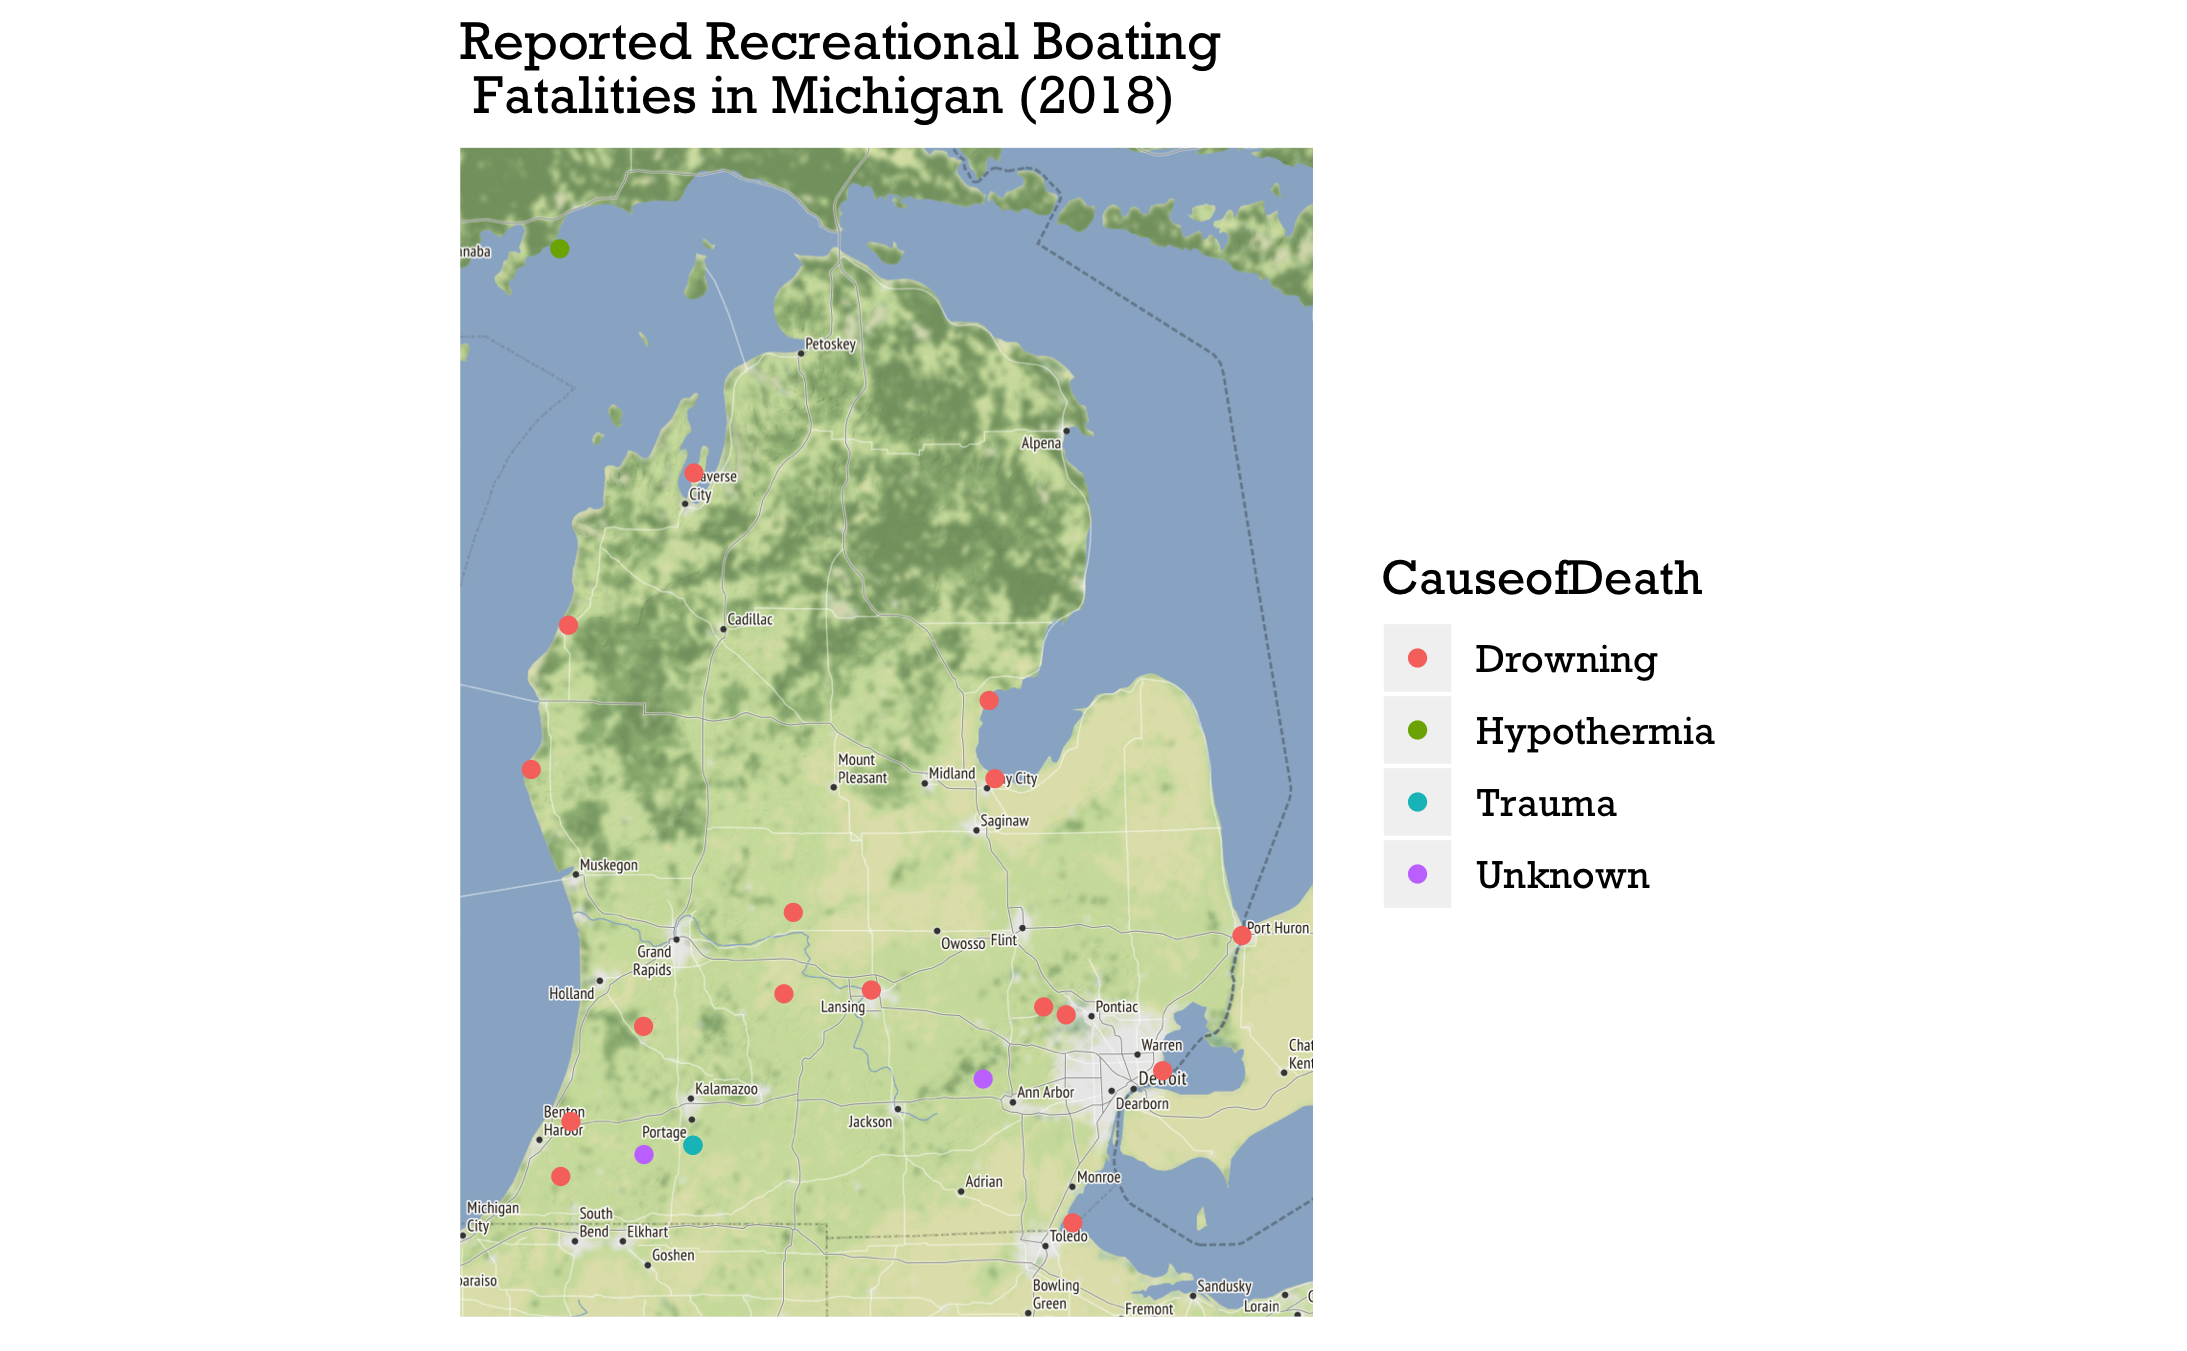 Reported Recreational Boating
Fatalities in Michigan (2018)
naba
Petoskey
Alpena
averse
City
Cadillac
Mount
Pleasant
Midland
y City
Saginaw
Muskegon
Grand
Rapids
Owosso
Flint
Port Huron
Holland
Lansing
Pontiac
Warren
Chat
Kent
Detroit
Kalamazoo
Ann Arbor
Dearborn
Benton
Harbor
Portage
Jackson
Adrian
Monroe
Michigan
City
South
Bend
Elkhart
Goshen
Toledo
paraiso
Bowling
Green
Sandusky
Fremont
Lorain
CauseofDeath
Drowning
Hypothermia
Trauma
Unknown